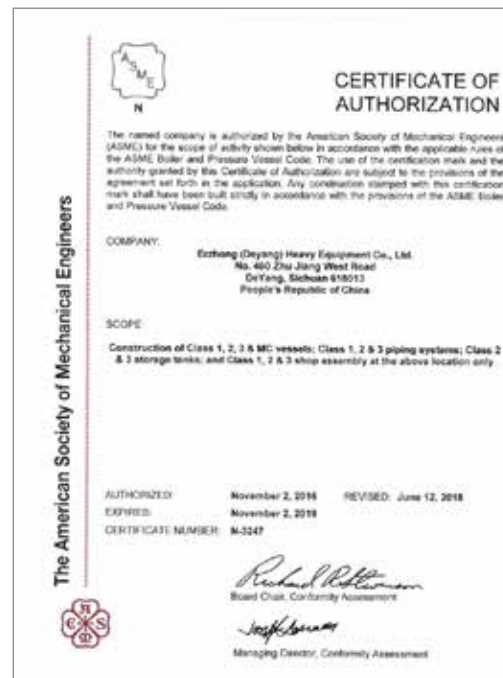 ASME
N
CERTIFICATE OF
AUTHORIZATION
The named company is authorized by the American Society of Mechanical Engineers
(ASME) for the scope of activity shown below in accordance with the applicable rules of
the ASME Boiler and Pressure Vessel Code. The use of the certification mark and the
authority granted by this Certificate of Authorization are subject to the provisions of the
agreement set forth in the application. Any construction stamped with this certification
mark shall have been built strictly in accordance with the provisions of the ASME Boiler
and Pressure Vessel Code.
COMPANY:
Erzhong (Deyang) Heavy Equipment Co., Ltd.
No. 460 Zhu Jiang West Road
DeYang, Sichuan 618013
People's Republic of China
SCOPE:
Construction of Class 1, 2, 3 & MC vessels; Class 1, 2 & 3 piping systems; Class 2
& 3 storage tanks; and Class 1, 2 & 3 shop assembly at the above location only
AUTHORIZED: November 2, 2016 REVISED: June 12, 2018
EXPIRES: November 2, 2019
CERTIFICATE NUMBER: N-3247
Board Chair, Conformity Assessment
Managing Director, Conformity Assessment
The American Society of Mechanical Engineers
ASME